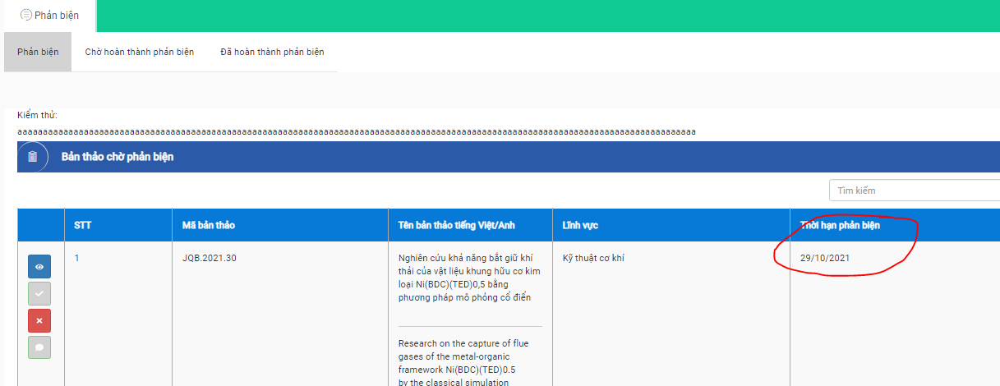 Phản biện
Phản biện Chờ hoàn thành phản biện Đã hoàn thành phản biện
Kiểm thử:
aaaaaaaaaaaaaaaaaaaaaaaaaaaaaaaaaaaaaaaaaaaaaaaaaaaaaaaaaaaaaaaaaaaaaaaaaaaaaaaaaaaaaaaaaaaaaaaaaaaaaaaaaaaaaaaaaaaaaaaaaaaaaaaaaaaaaaaaaa
Bản thảo chờ phản biện
Tìm kiếm
STT Mã bản thảo Tên bản thảo tiếng Việt/Anh Lĩnh vực Thời hạn phản biện
1 JQB.2021.30 Nghiên cứu khả năng bắt giữ khí Kỹ thuật cơ khí 29/10/2021
thải của vật liệu khung hữu cơ kim
loại Ni(BDC)(TED)0,5 bằng
phương pháp mô phỏng cổ điển
Research on the capture of flue
gases of the metal-organic
framework Ni(BDC)(TED)0.5
by the classical simulation